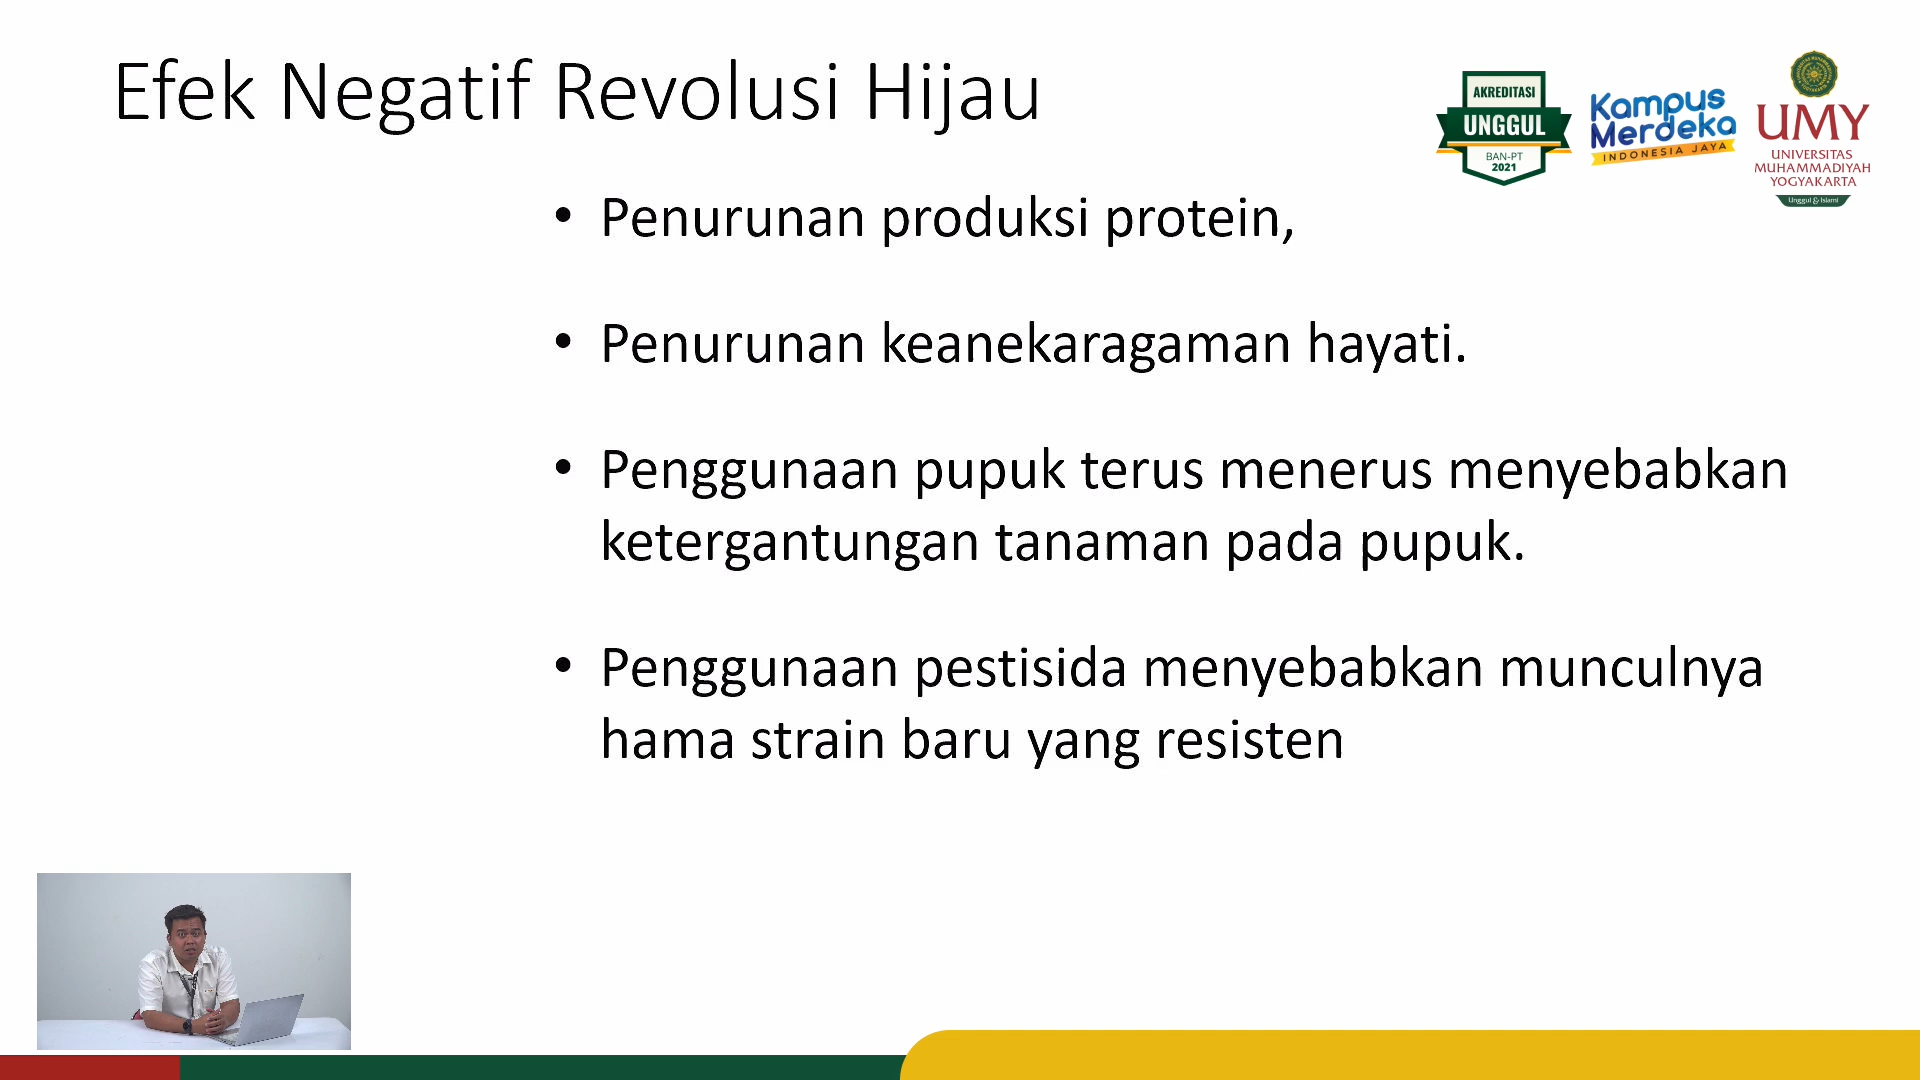 Efek Negatif Revolusi Hijau
AKREDITASI
UNGGUL
BAN-PT
2021
Kampus
Merdeka
INDONESIA JAYA
UMY
UNIVERSITAS
MUHAMMADIYAH
YOGYAKARTA
Unggul & Islami
• Penurunan produksi protein,
• Penurunan keanekaragaman hayati.
• Penggunaan pupuk terus menerus menyebabkan
ketergantungan tanaman pada pupuk.
• Penggunaan pestisida menyebabkan munculnya
hama strain baru yang resisten